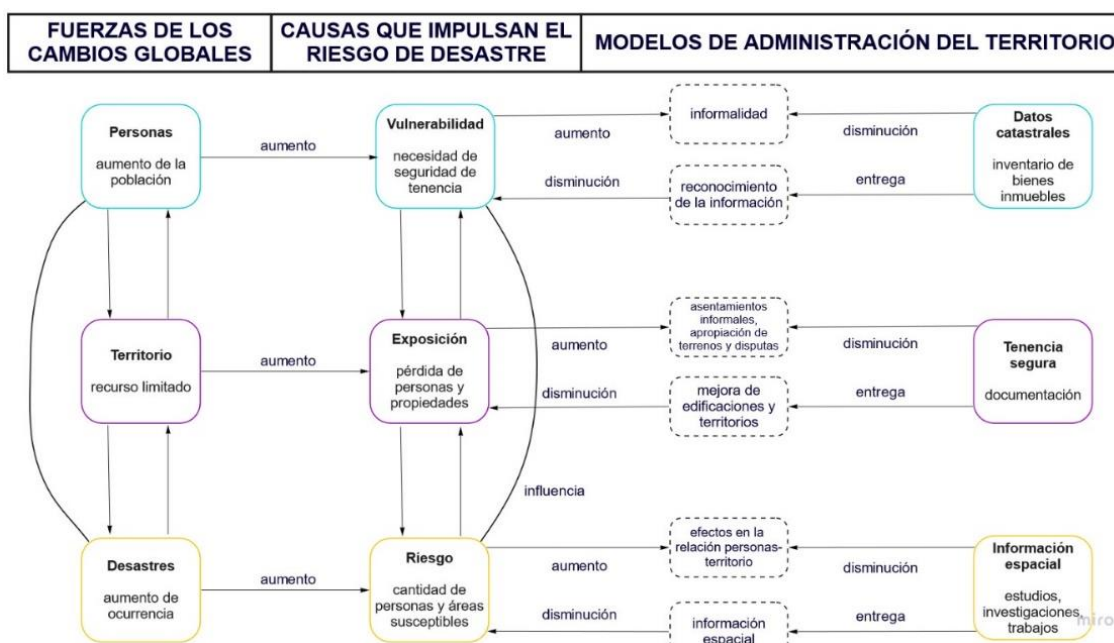 FUERZAS DE LOS
CAMBIOS GLOBALES
CAUSAS QUE IMPULSAN EL
RIESGO DE DESASTRE
MODELOS DE ADMINISTRACIÓN DEL TERRITORIO
Personas
aumento de la
población
aumento
Vulnerabilidad
necesidad de
seguridad de
tenencia
aumento
disminución
informalidad
reconocimiento
de la información
disminución
entrega
Datos
catastrales
inventario de
bienes
inmuebles
Territorio
recurso limitado
aumento
Exposición
pérdida de
personas y
propiedades
aumento
disminución
asentamientos
informales,
apropiación de
terrenos y disputas
mejora de
edificaciones y
territorios
disminución
entrega
Tenencia
segura
documentación
influencia
Desastres
aumento de
ocurrencia
aumento
Riesgo
cantidad de
personas y áreas
susceptibles
aumento
disminución
efectos en la
relación personas-
territorio
información
espacial
disminución
entrega
Información
espacial
estudios,
investigaciones,
trabajos
miro